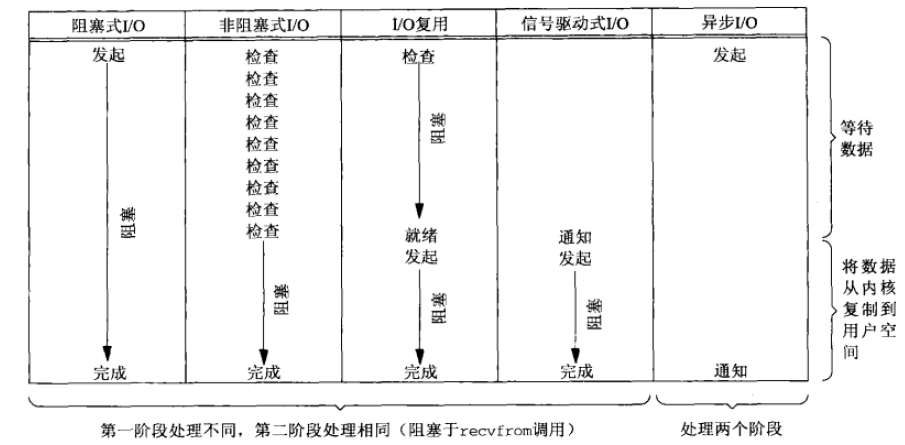 阻塞式I/O 非阻塞式I/O I/O复用 信号驱动式I/O 异步I/O
发起 检查 检查 发起
检查
检查
检查
检查
检查
检查
检查
检查
阻塞
阻塞
等待
数据
就绪 通知
发起 发起
阻塞
阻塞
阻塞
将数据
从内核
复制到
用户空
间
完成 完成 完成 完成 通知
第一阶段处理不同，第二阶段处理相同（阻塞于recvfrom调用） 处理两个阶段